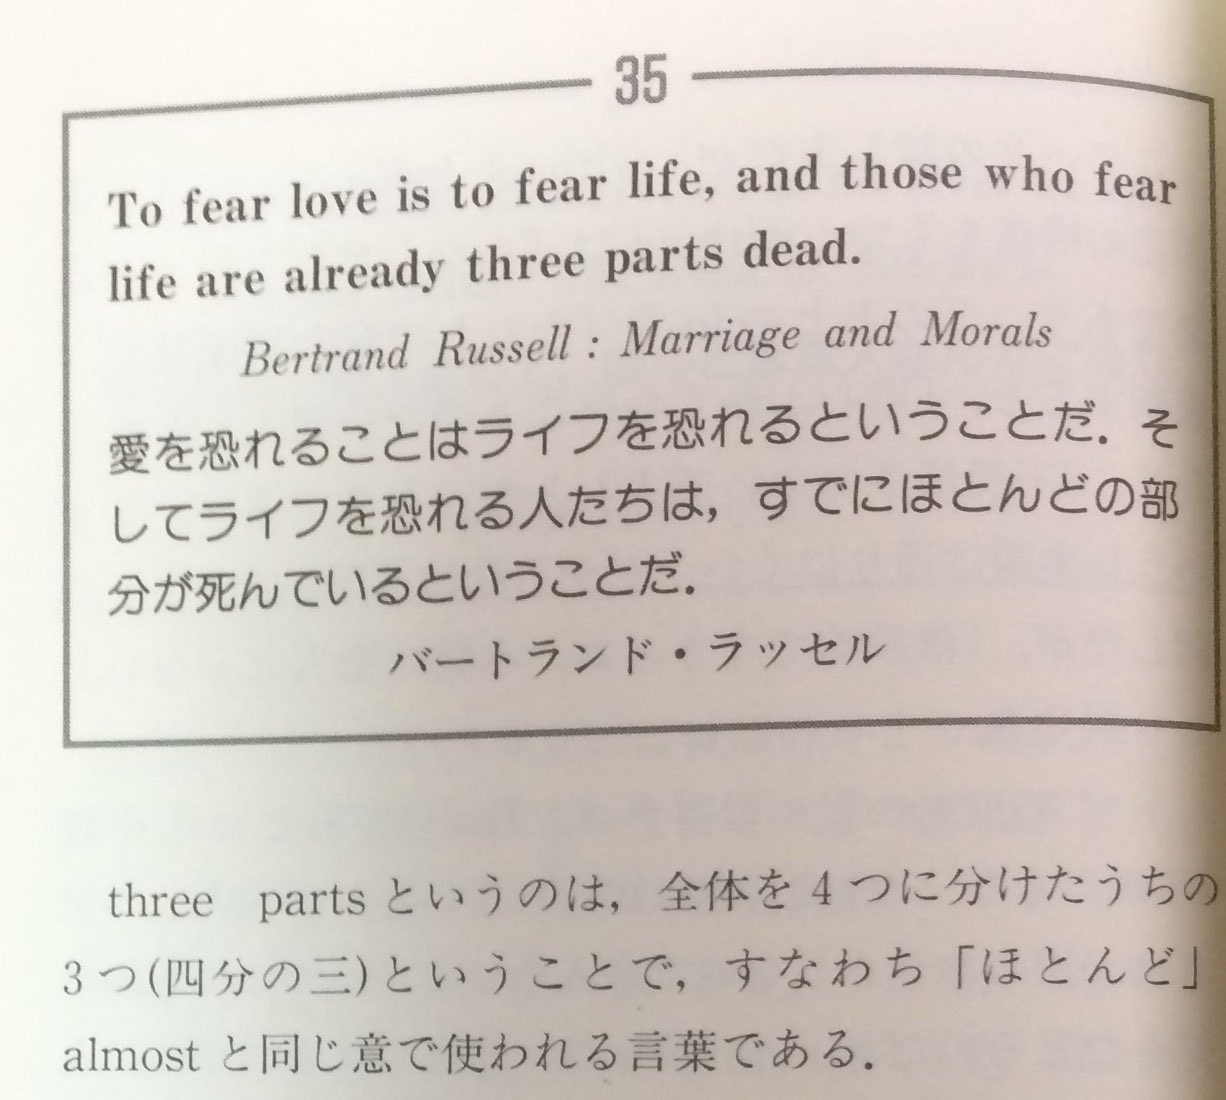 35
To fear love is to fear life, and those who fear
life are already three parts dead.
Bertrand Russell : Marriage and Morals
愛を恐れることはライフを恐れるということだ．そ
してライフを恐れる人たちは，すでにほとんどの部
分が死んでいるということだ．
バートランド・ラッセル
three parts というのは，全体を 4 つに分けたうちの
3 つ(四分の三)ということで，すなわち「ほとんど」
almost と同じ意で使われる言葉である．